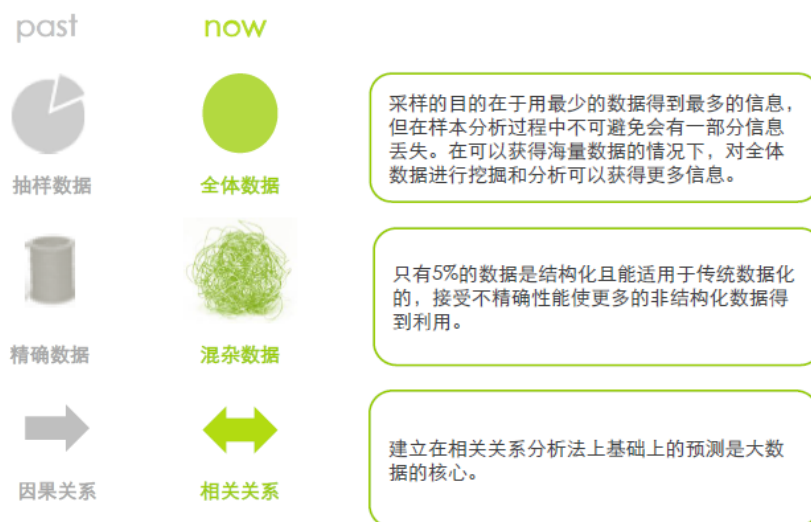 past now
采样的目的在于用最少的数据得到最多的信息，
但在样本分析过程中不可避免会有一部分信息
丢失。在可以获得海量数据的情况下，对全体
数据进行挖掘和分析可以获得更多信息。
抽样数据 全体数据
只有5%的数据是结构化且能适用于传统数据化
的，接受不精确性能使更多的非结构化数据得
到利用。
精确数据 混杂数据
建立在相关关系分析法上基础上的预测是大数
据的核心。
因果关系 相关关系